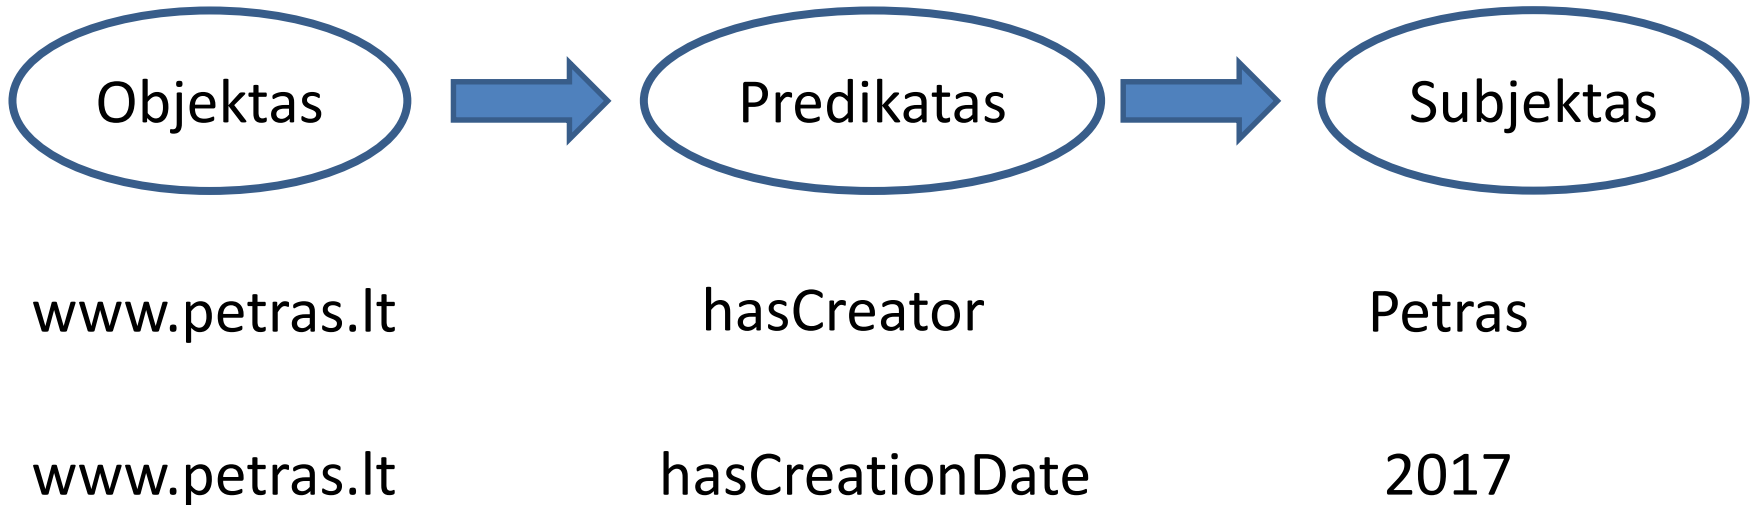 Objektas Predikatas Subjektas
www.petras.lt hasCreator Petras
www.petras.lt hasCreationDate 2017